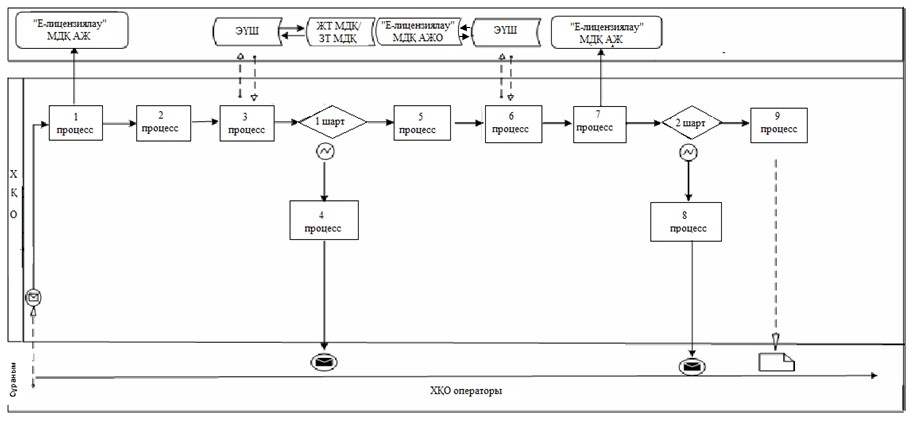 "Е-лицензиялау"
МДҚ АЖ
ЭҮШ
ЖТ МДҚ/
ЗТ МДҚ
"Е-лицензиялау"
МДҚ АЖО
ЭҮШ
"Е-лицензиялау"
МДҚ АЖ
1
процесс
2
процесс
3
процесс
1 шарт
5
процесс
6
процесс
7
процесс
2 шарт
9
процесс
Х
Қ
О
4
процесс
8
процесс
Сұраным
ХҚО операторы